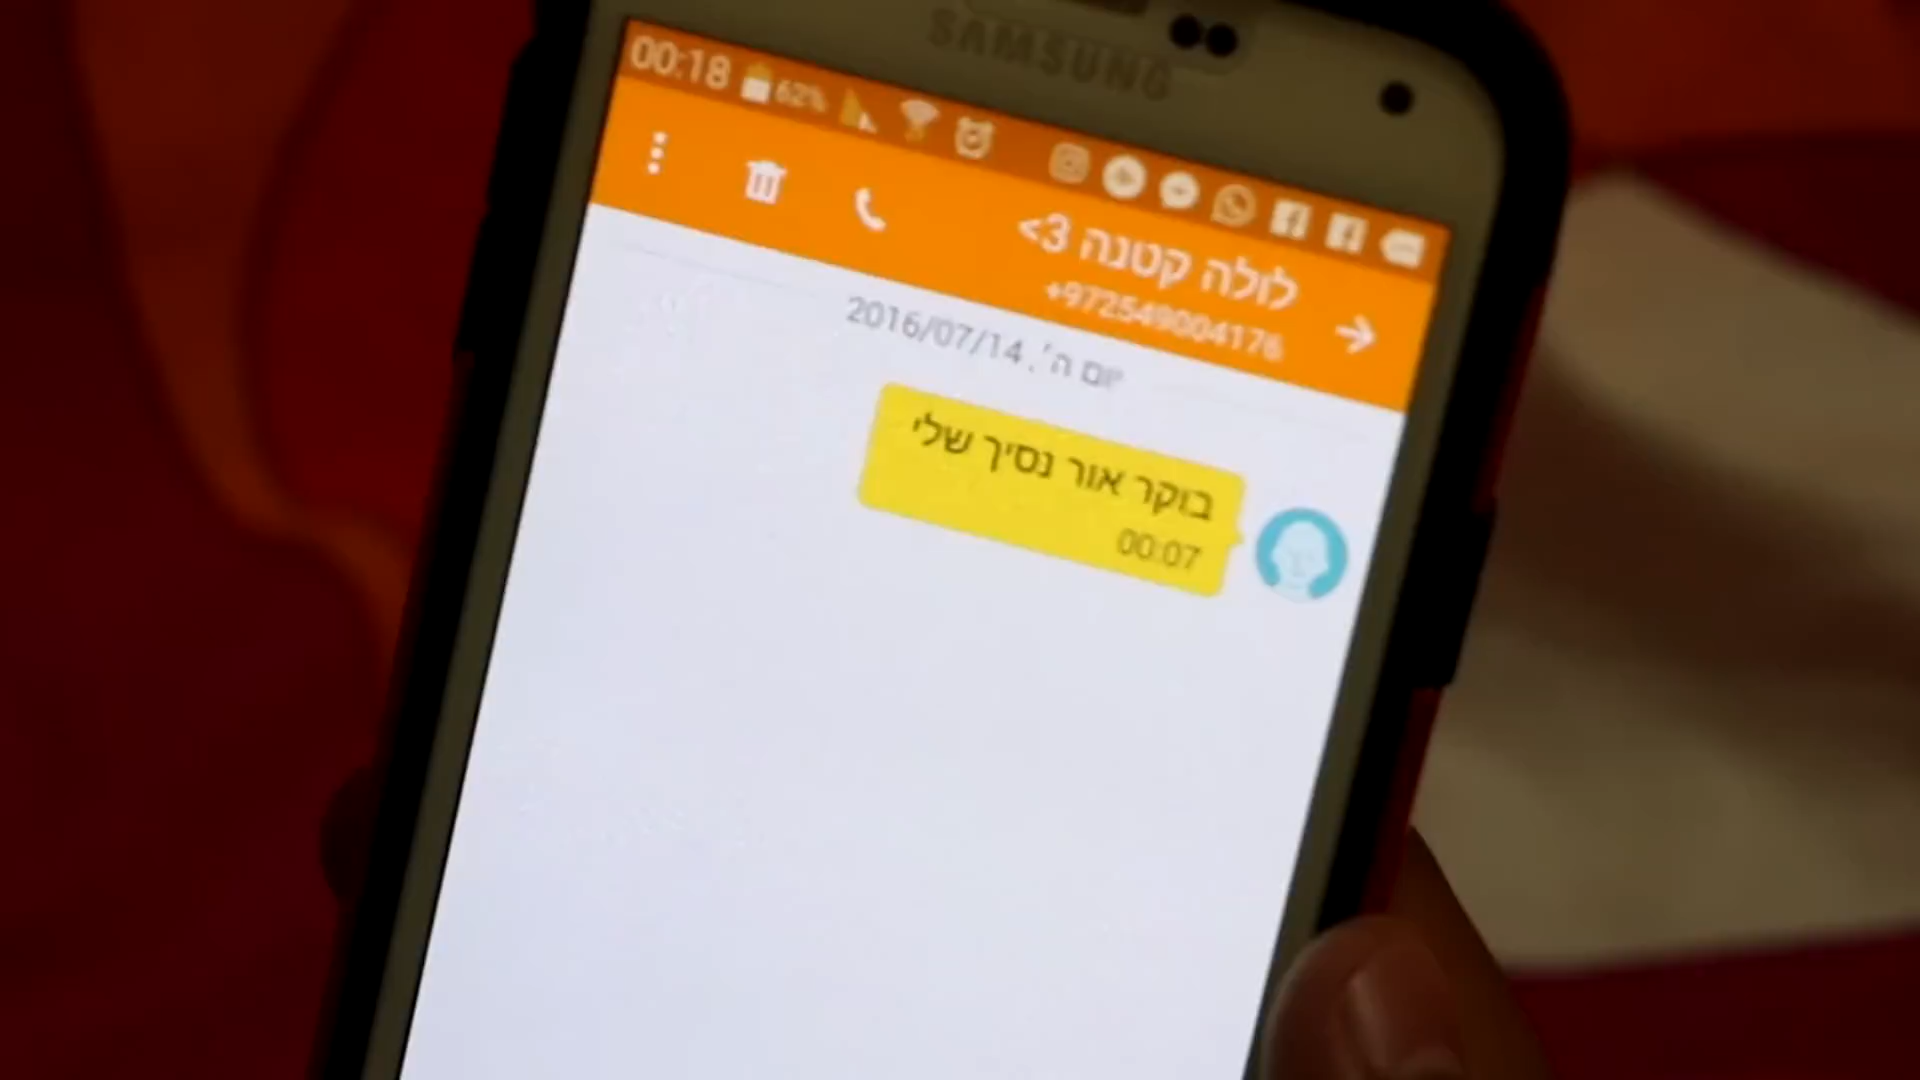 SAMSUNG
00:18 62%
לולה קטנה <3
+972549004176
יום ה׳, 2016/07/14
בוקר אור נסיך שלי
00:07